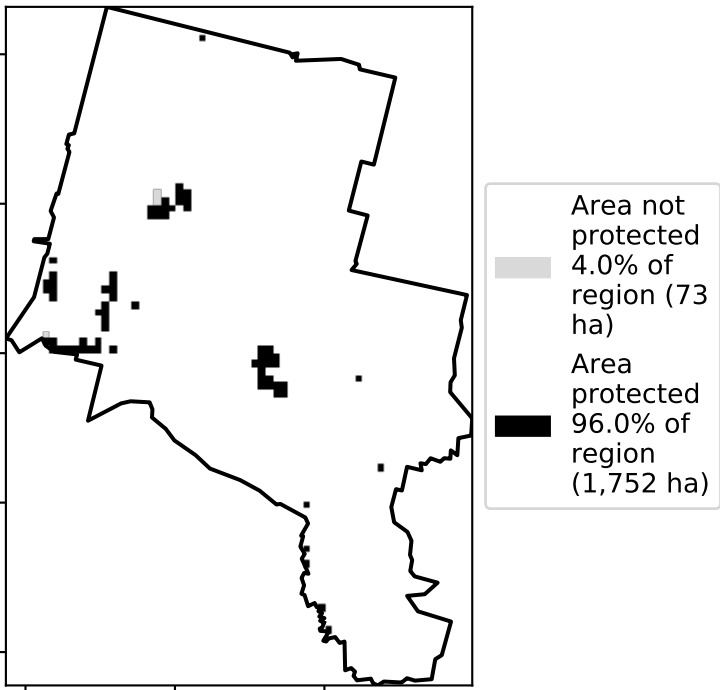 Area not
protected
4.0% of
region (73
ha)
Area
protected
96.0% of
region
(1,752 ha)